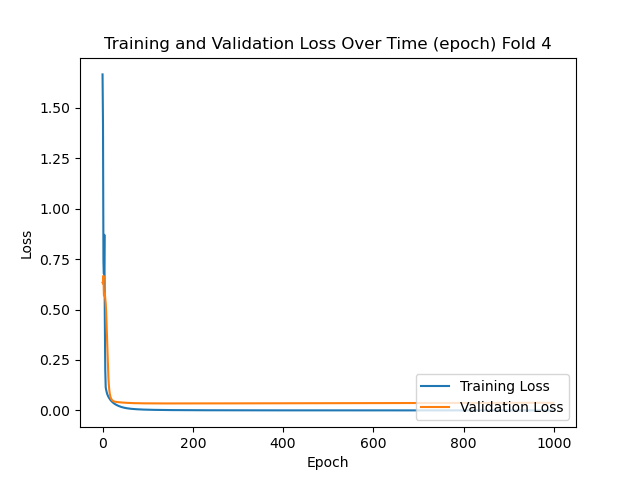 Training and Validation Loss Over Time (epoch) Fold 4
1.50
1.25
1.00
0.75
0.50
0.25
0.00
Loss
Training Loss
Validation Loss
0 200 400 600 800 1000
Epoch